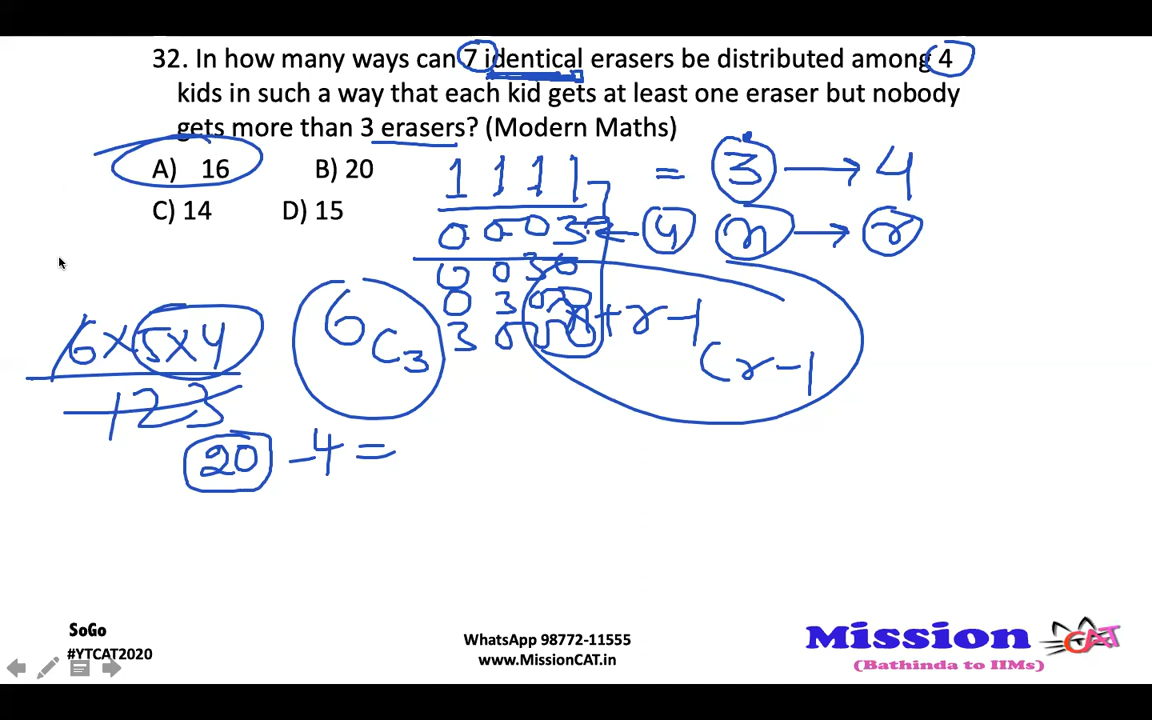 32. In how many ways can 7 identical erasers be distributed among 4
kids in such a way that each kid gets at least one eraser but nobody
gets more than 3 erasers? (Modern Maths)
A) 16 B) 20
C) 14 D) 15
1 1 1 1 = 3 → 4
0 0 0 3 ← 4 n → r
0 0 3 0
0 3 0 0
3 0 0 0
n+r-1
C r-1
6C3
6×5×4
1 2 3
20 -4 =
SoGo
#YTCAT2020
WhatsApp 98772-11555
www.MissionCAT.in
Mission
CAT
(Bathinda to IIMs)